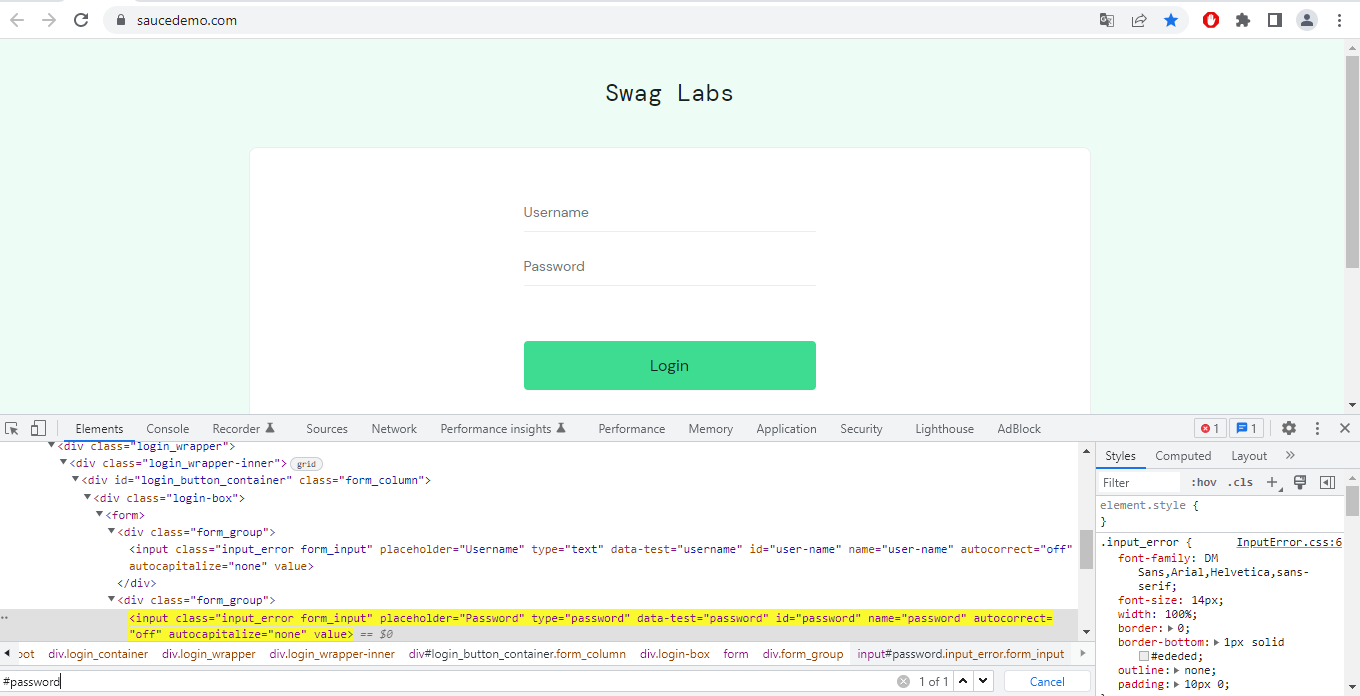 saucedemo.com
Swag Labs
Username
Password
Login
Elements Console Recorder Sources Network Performance insights Performance Memory Application Security Lighthouse AdBlock 1 1
<div class="login_wrapper">
<div class="login_wrapper-inner"> grid
<div id="login_button_container" class="form_column">
<div class="login-box">
<form>
<div class="form_group">
<input class="input_error form_input" placeholder="Username" type="text" data-test="username" id="user-name" name="user-name" autocorrect="off"
autocapitalize="none" value>
</div>
<div class="form_group">
<input class="input_error form_input" placeholder="Password" type="password" data-test="password" id="password" name="password" autocorrect=
"off" autocapitalize="none" value> == $0
oot div.login_container div.login_wrapper div.login_wrapper-inner div#login_button_container.form_column div.login-box form div.form_group input#password.input_error.form_input
#password 1 of 1 Cancel
Styles Computed Layout »
Filter :hov .cls +
element.style {
}
.input_error { InputError.css:6
font-family: DM
Sans,Arial,Helvetica,sans-
serif;
font-size: 14px;
width: 100%;
border: 0;
border-bottom: 1px solid
#ededed;
outline: none;
padding: 10px 0;